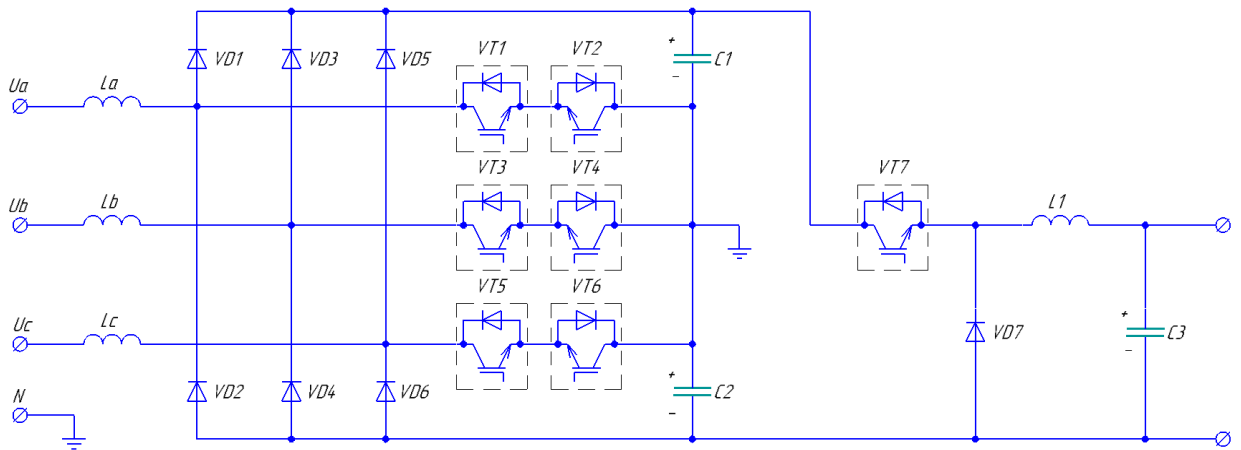 VT1 VT2
VD1 VD3 VD5 + C1
–
Ua La
VT3 VT4 VT7
Ub Lb L1
VT5 VT6
Uc Lc + VD7 C3
–
N VD2 VD4 VD6 + C2
–